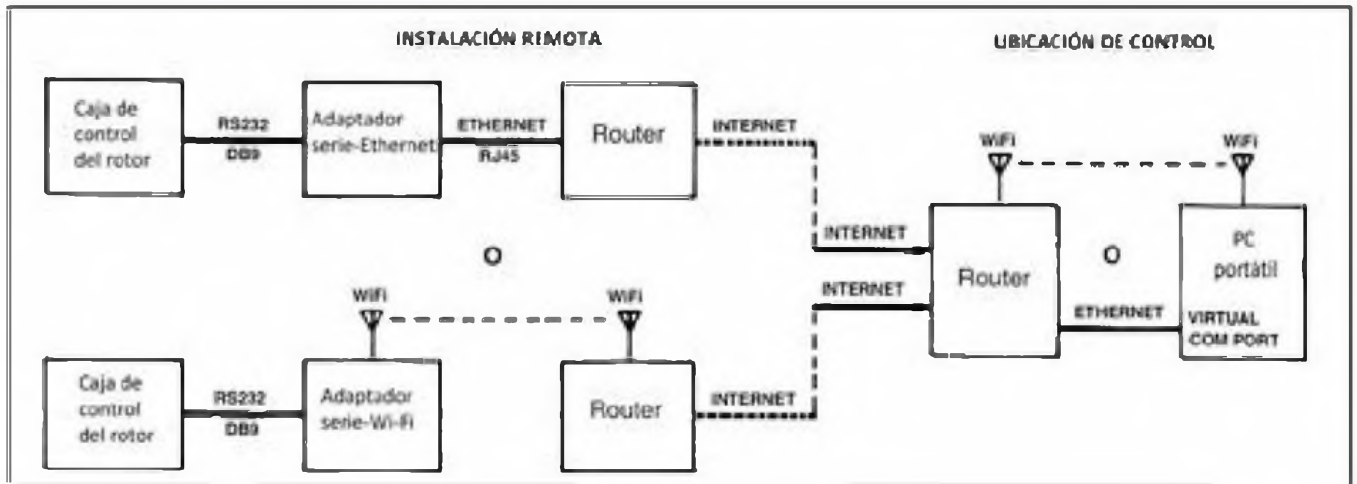 INSTALACIÓN REMOTA
UBICACIÓN DE CONTROL
Caja de
control
del rotor
RS232
DB9
Adaptador
serie-Ethernet
ETHERNET
RJ45
Router
INTERNET
WiFi
WiFi
INTERNET
INTERNET
Router
O
PC
portátil
ETHERNET
VIRTUAL
COM PORT
O
WiFi
WiFi
Caja de
control
del rotor
RS232
DB9
Adaptador
serie-Wi-Fi
Router
INTERNET